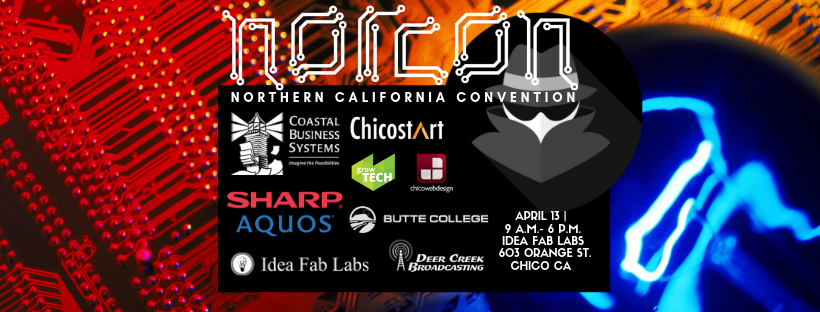 NORCON
NORTHERN CALIFORNIA CONVENTION
COASTAL
BUSINESS
SYSTEMS
Imagine the Possibilities
Chicostart
grow
TECH
chicowebdesign
SHARP
AQUOS
BUTTE COLLEGE
Idea Fab Labs
DEER CREEK
BROADCASTING
APRIL 13 |
9 A.M.- 6 P.M.
IDEA FAB LABS
603 ORANGE ST.
CHICO CA